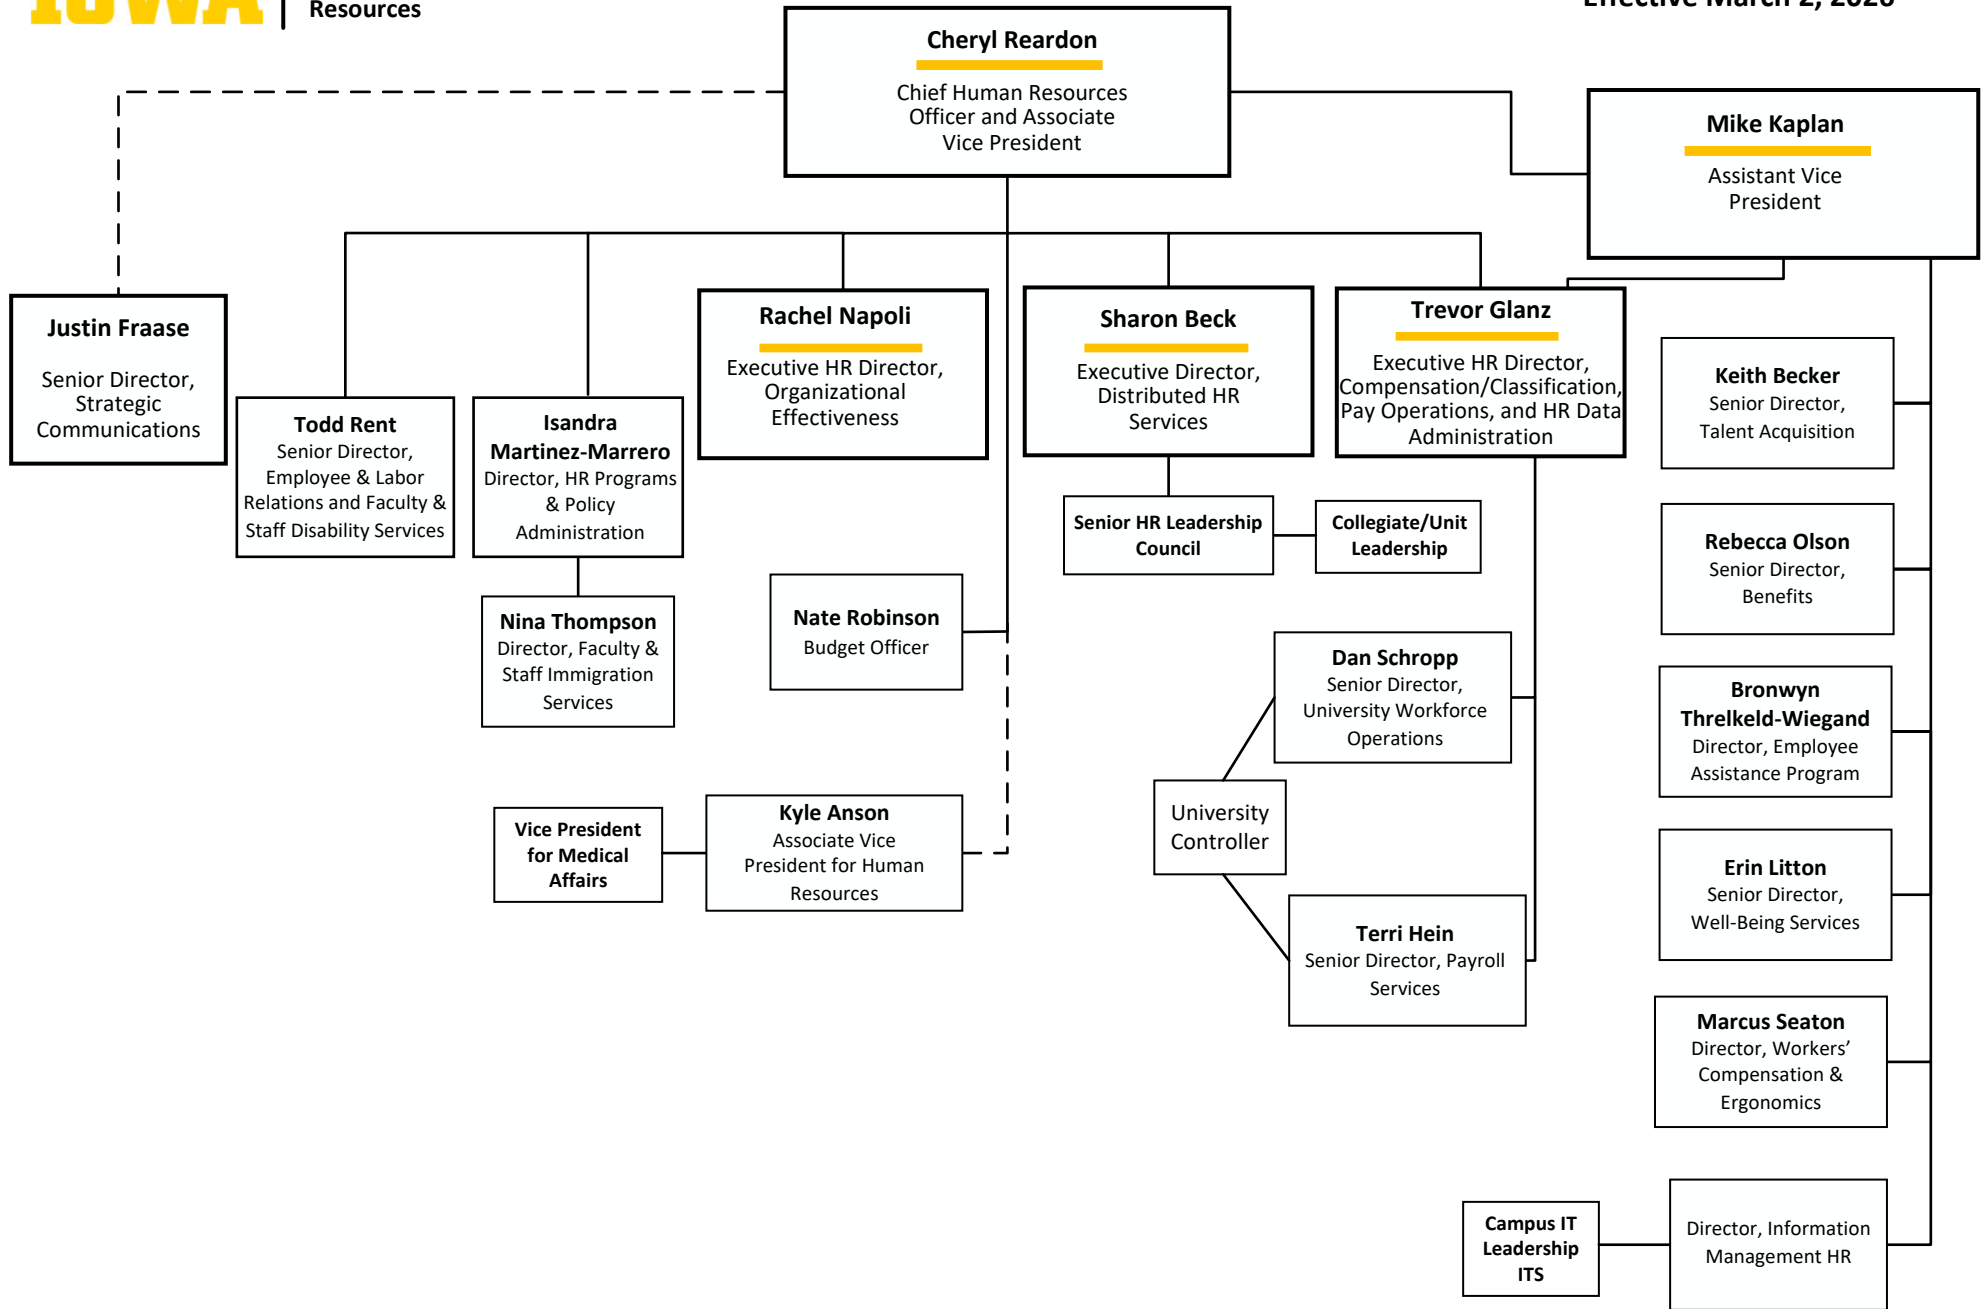 IOWA
Resources
Effective March 2, 2026
Cheryl Reardon
Chief Human Resources
Officer and Associate
Vice President
Mike Kaplan
Assistant Vice
President
Justin Fraase
Senior Director,
Strategic
Communications
Todd Rent
Senior Director,
Employee & Labor
Relations and Faculty &
Staff Disability Services
Isandra
Martinez-Marrero
Director, HR Programs
& Policy
Administration
Rachel Napoli
Executive HR Director,
Organizational
Effectiveness
Sharon Beck
Executive Director,
Distributed HR
Services
Trevor Glanz
Executive HR Director,
Compensation/Classification,
Pay Operations, and HR Data
Administration
Keith Becker
Senior Director,
Talent Acquisition
Senior HR Leadership
Council
Collegiate/Unit
Leadership
Rebecca Olson
Senior Director,
Benefits
Nina Thompson
Director, Faculty &
Staff Immigration
Services
Nate Robinson
Budget Officer
Dan Schropp
Senior Director,
University Workforce
Operations
Bronwyn
Threlkeld-Wiegand
Director, Employee
Assistance Program
University
Controller
Vice President
for Medical
Affairs
Kyle Anson
Associate Vice
President for Human
Resources
Erin Litton
Senior Director,
Well-Being Services
Terri Hein
Senior Director, Payroll
Services
Marcus Seaton
Director, Workers’
Compensation &
Ergonomics
Campus IT
Leadership
ITS
Director, Information
Management HR